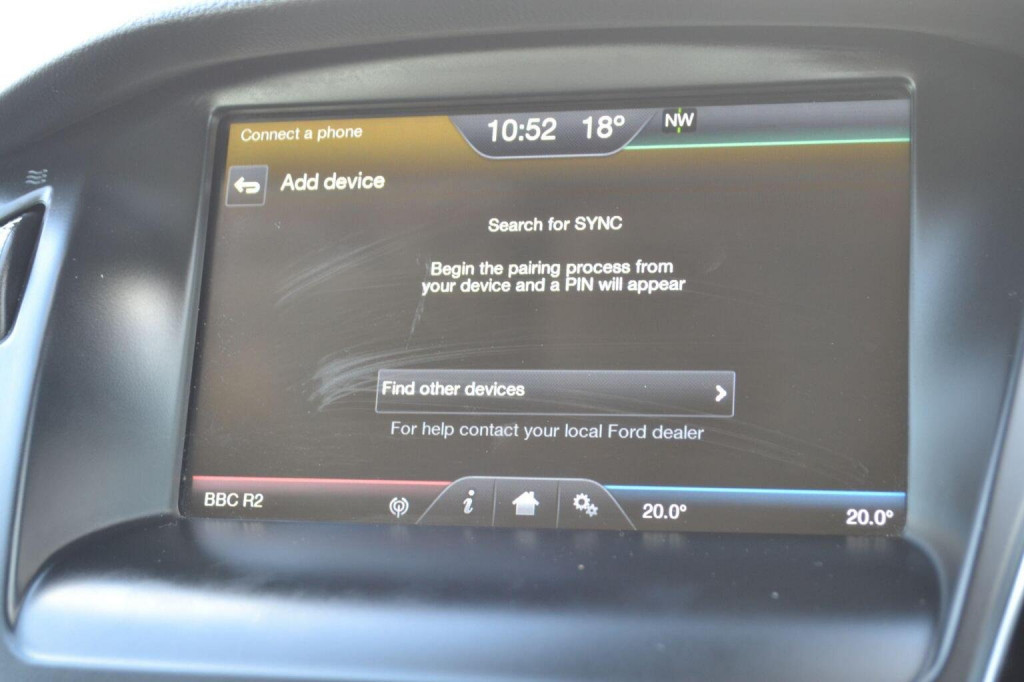 Connect a phone
10:52 18° NW
Add device
Search for SYNC
Begin the pairing process from
your device and a PIN will appear
Find other devices
For help contact your local Ford dealer
BBC R2
i
20.0°
20.0°